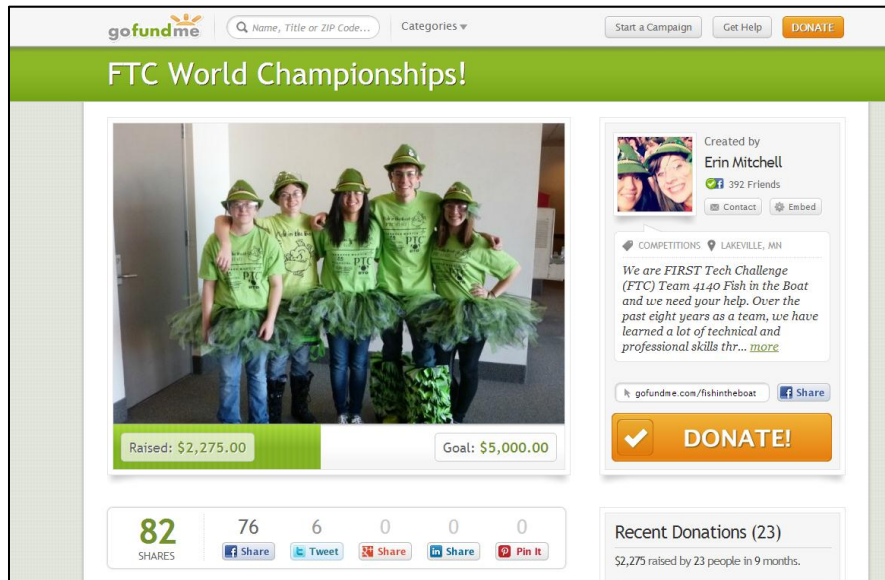 gofundme
Name, Title or ZIP Code...
Categories
Start a Campaign
Get Help
DONATE
FTC World Championships!
Created by
Erin Mitchell
392 Friends
Contact
Embed
COMPETITIONS
LAKEVILLE, MN
We are FIRST Tech Challenge
(FTC) Team 4140 Fish in the Boat
and we need your help. Over the
past eight years as a team, we have
learned a lot of technical and
professional skills thr... more
gofundme.com/fishintheboat
f Share
DONATE!
Raised: $2,275.00
Goal: $5,000.00
82
SHARES
76
Share
6
Tweet
0
Share
0
Share
0
Pin It
Recent Donations (23)
$2,275 raised by 23 people in 9 months.